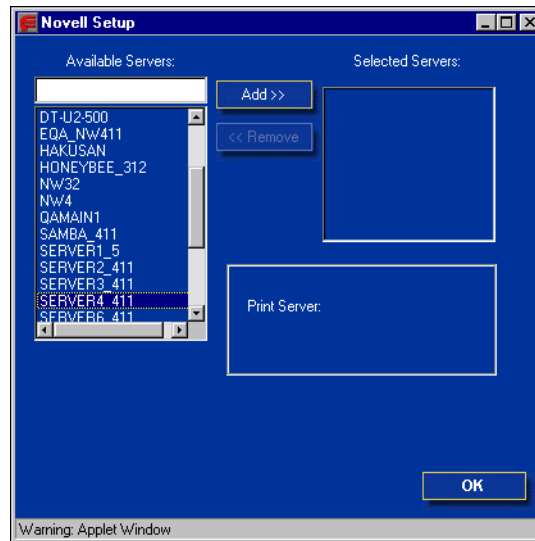 Novell Setup
Available Servers:
Selected Servers:
Add >>
<< Remove
DT-U2-500
EQA_NW411
HAKUSAN
HONEYBEE_312
NW32
NW4
QAMAIN1
SAMBA_411
SERVER1_5
SERVER2_411
SERVER3_411
SERVER4_411
SERVER6_411
Print Server:
OK
Warning: Applet Window